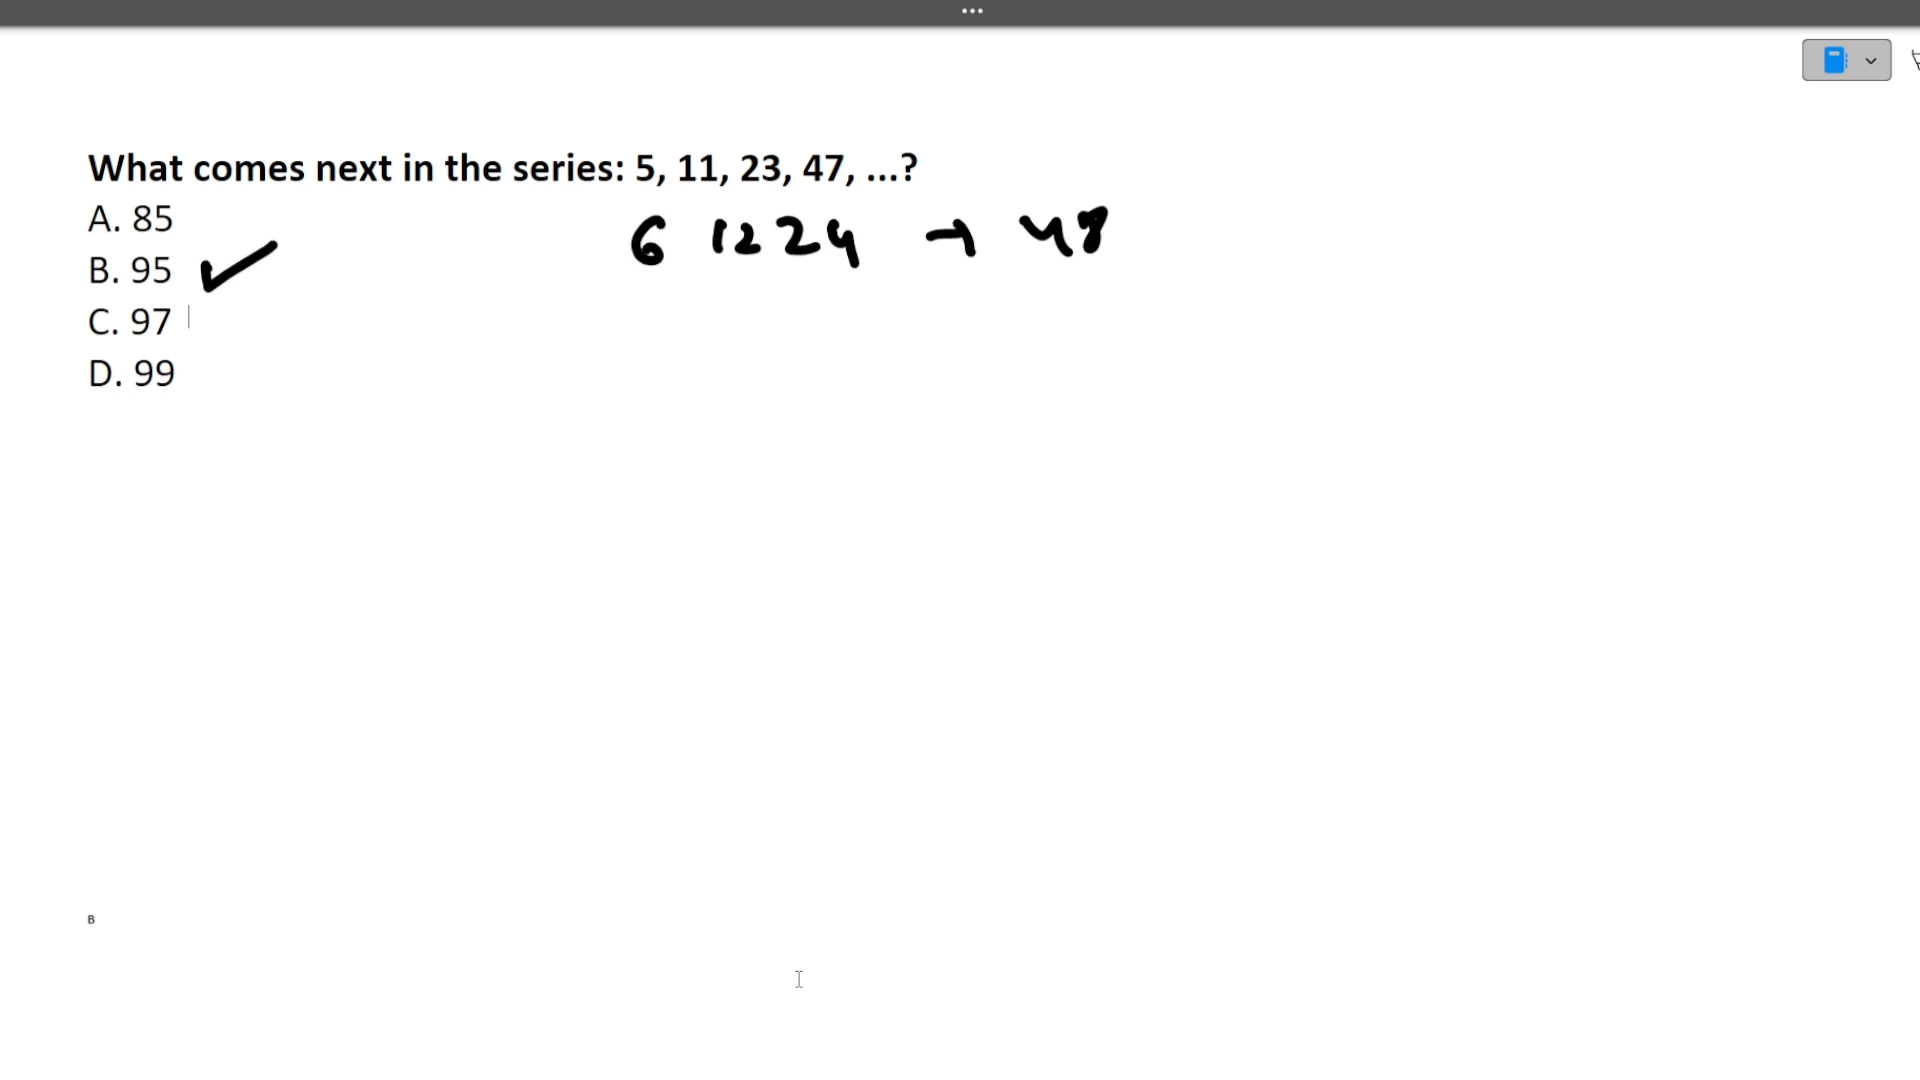 What comes next in the series: 5, 11, 23, 47, ...?
A. 85
6 12 24 → 48
B. 95
C. 97
D. 99
B